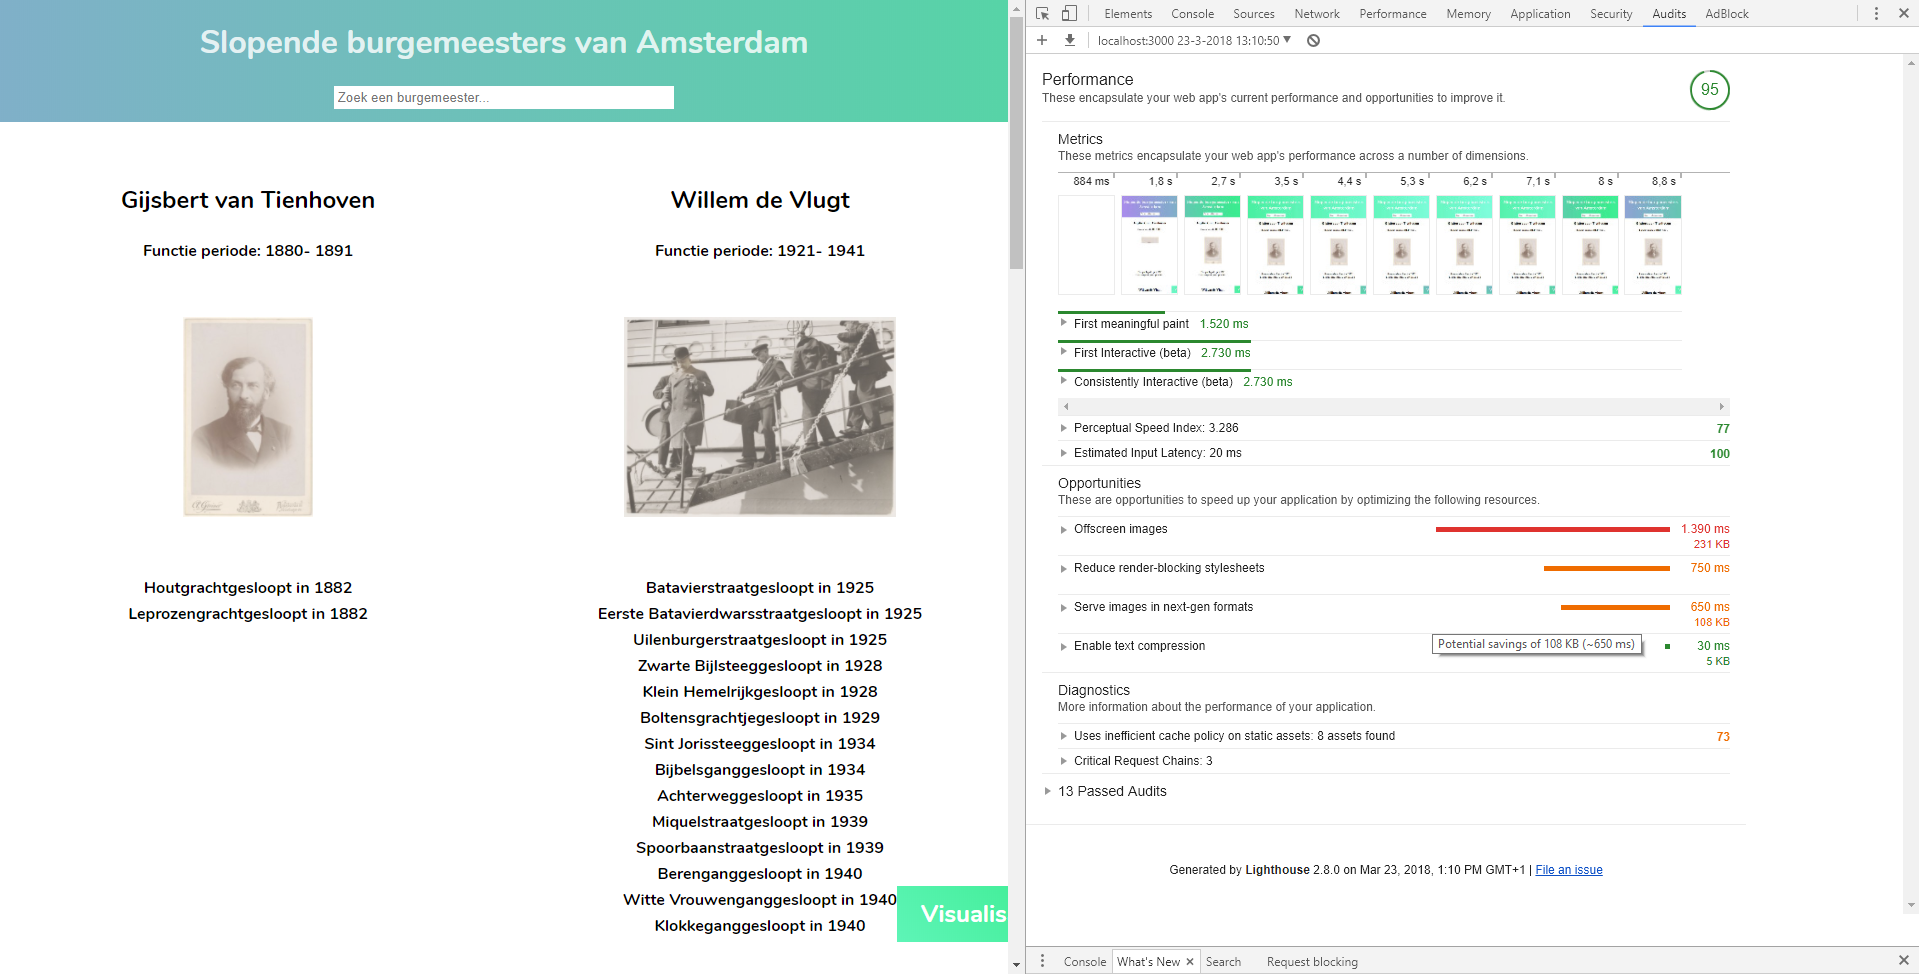 Slopende burgemeesters van Amsterdam
Zoek een burgemeester...
Gijsbert van Tienhoven
Functie periode: 1880- 1891
Houtgrachtgesloopt in 1882
Leprozengrachtgesloopt in 1882
Willem de Vlugt
Functie periode: 1921- 1941
Batavierstraatgesloopt in 1925
Eerste Batavierdwarsstraatgesloopt in 1925
Uilenburgerstraatgesloopt in 1925
Zwarte Bijlsteeggesloopt in 1928
Klein Hemelrijkgesloopt in 1928
Boltensgrachtjegesloopt in 1929
Sint Jorissteeggesloopt in 1934
Bijbelsganggesloopt in 1934
Achterweggesloopt in 1935
Miquelstraatgesloopt in 1939
Spoorbaanstraatgesloopt in 1939
Berenganggesloopt in 1940
Witte Vrouwenganggesloopt in 1940
Klokkeganggesloopt in 1940
Visualis
Elements Console Sources Network Performance Memory Application Security Audits AdBlock
localhost:3000 23-3-2018 13:10:50
Performance
These encapsulate your web app's current performance and opportunities to improve it.
95
Metrics
These metrics encapsulate your web app's performance across a number of dimensions.
884 ms 1,8 s 2,7 s 3,5 s 4,4 s 5,3 s 6,2 s 7,1 s 8 s 8,8 s
First meaningful paint 1.520 ms
First Interactive (beta) 2.730 ms
Consistently Interactive (beta) 2.730 ms
Perceptual Speed Index: 3.286 77
Estimated Input Latency: 20 ms 100
Opportunities
These are opportunities to speed up your application by optimizing the following resources.
Offscreen images 1.390 ms
231 KB
Reduce render-blocking stylesheets 750 ms
Serve images in next-gen formats 650 ms
108 KB
Enable text compression 30 ms
Potential savings of 108 KB (~650 ms)
5 KB
Diagnostics
More information about the performance of your application.
Uses inefficient cache policy on static assets: 8 assets found 73
Critical Request Chains: 3
13 Passed Audits
Generated by Lighthouse 2.8.0 on Mar 23, 2018, 1:10 PM GMT+1 | File an issue
Console What's New Search Request blocking